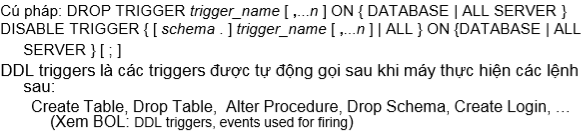 Cú pháp: DROP TRIGGER trigger_name [ ,...n ] ON { DATABASE | ALL SERVER }
DISABLE TRIGGER { [ schema . ] trigger_name [ ,...n ] | ALL } ON {DATABASE | ALL
SERVER } [ ; ]
DDL triggers là các triggers được tự động gọi sau khi máy thực hiện các lệnh
sau:
Create Table, Drop Table, Alter Procedure, Drop Schema, Create Login, …
(Xem BOL: DDL triggers, events used for firing)